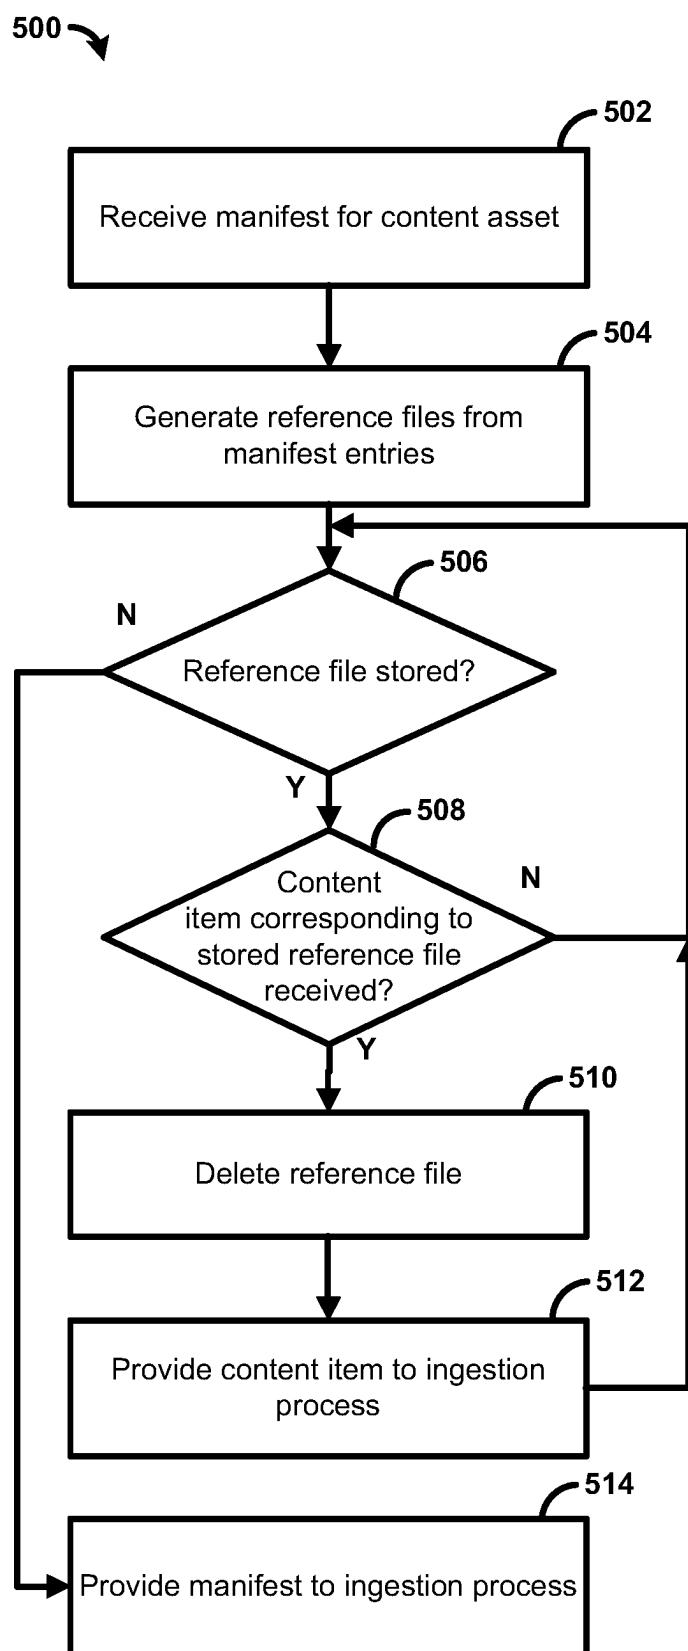 500
502
Receive manifest for content asset
504
Generate reference files from
manifest entries
506
N
Reference file stored?
Y
508
N
Content
item corresponding to
stored reference file
received?
Y
510
Delete reference file
512
Provide content item to ingestion
process
514
Provide manifest to ingestion process